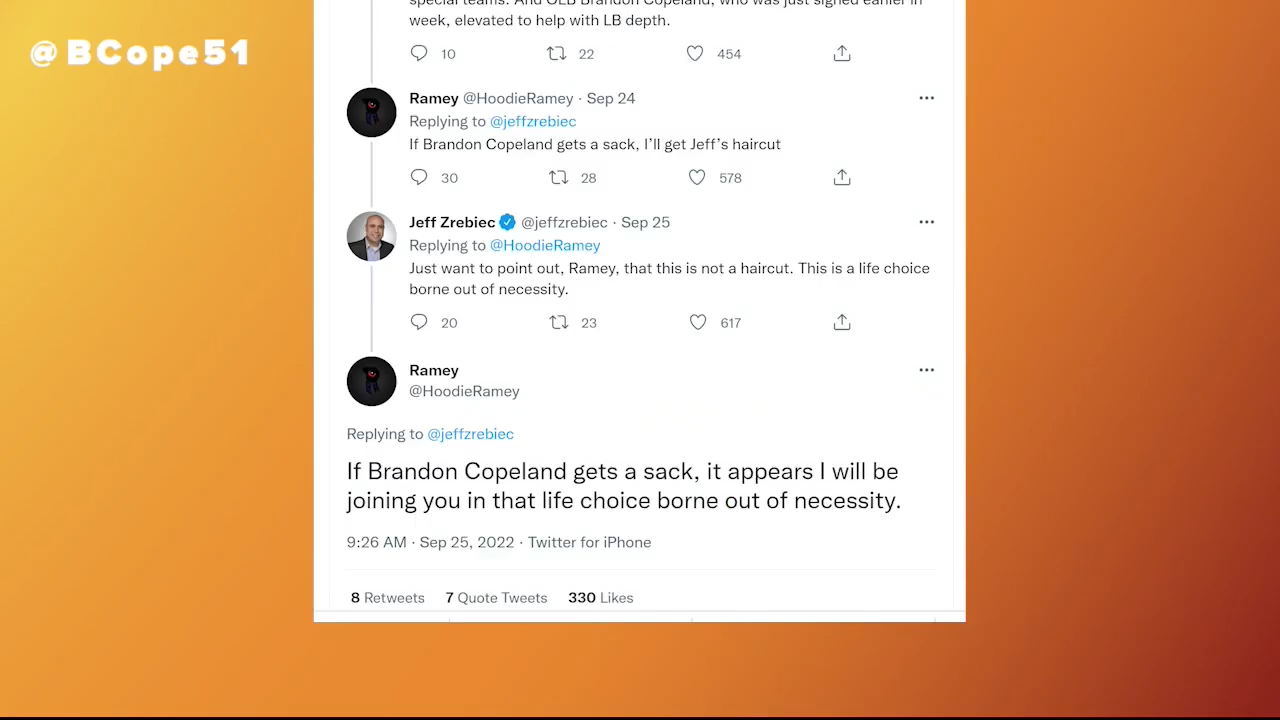 @BCope51
special teams. And OLB Brandon Copeland, who was just signed earlier in
week, elevated to help with LB depth.
10 22 454
Ramey @HoodieRamey · Sep 24
Replying to @jeffzrebiec
If Brandon Copeland gets a sack, I’ll get Jeff’s haircut
30 28 578
Jeff Zrebiec @jeffzrebiec · Sep 25
Replying to @HoodieRamey
Just want to point out, Ramey, that this is not a haircut. This is a life choice
borne out of necessity.
20 23 617
Ramey
@HoodieRamey
Replying to @jeffzrebiec
If Brandon Copeland gets a sack, it appears I will be
joining you in that life choice borne out of necessity.
9:26 AM · Sep 25, 2022 · Twitter for iPhone
8 Retweets 7 Quote Tweets 330 Likes